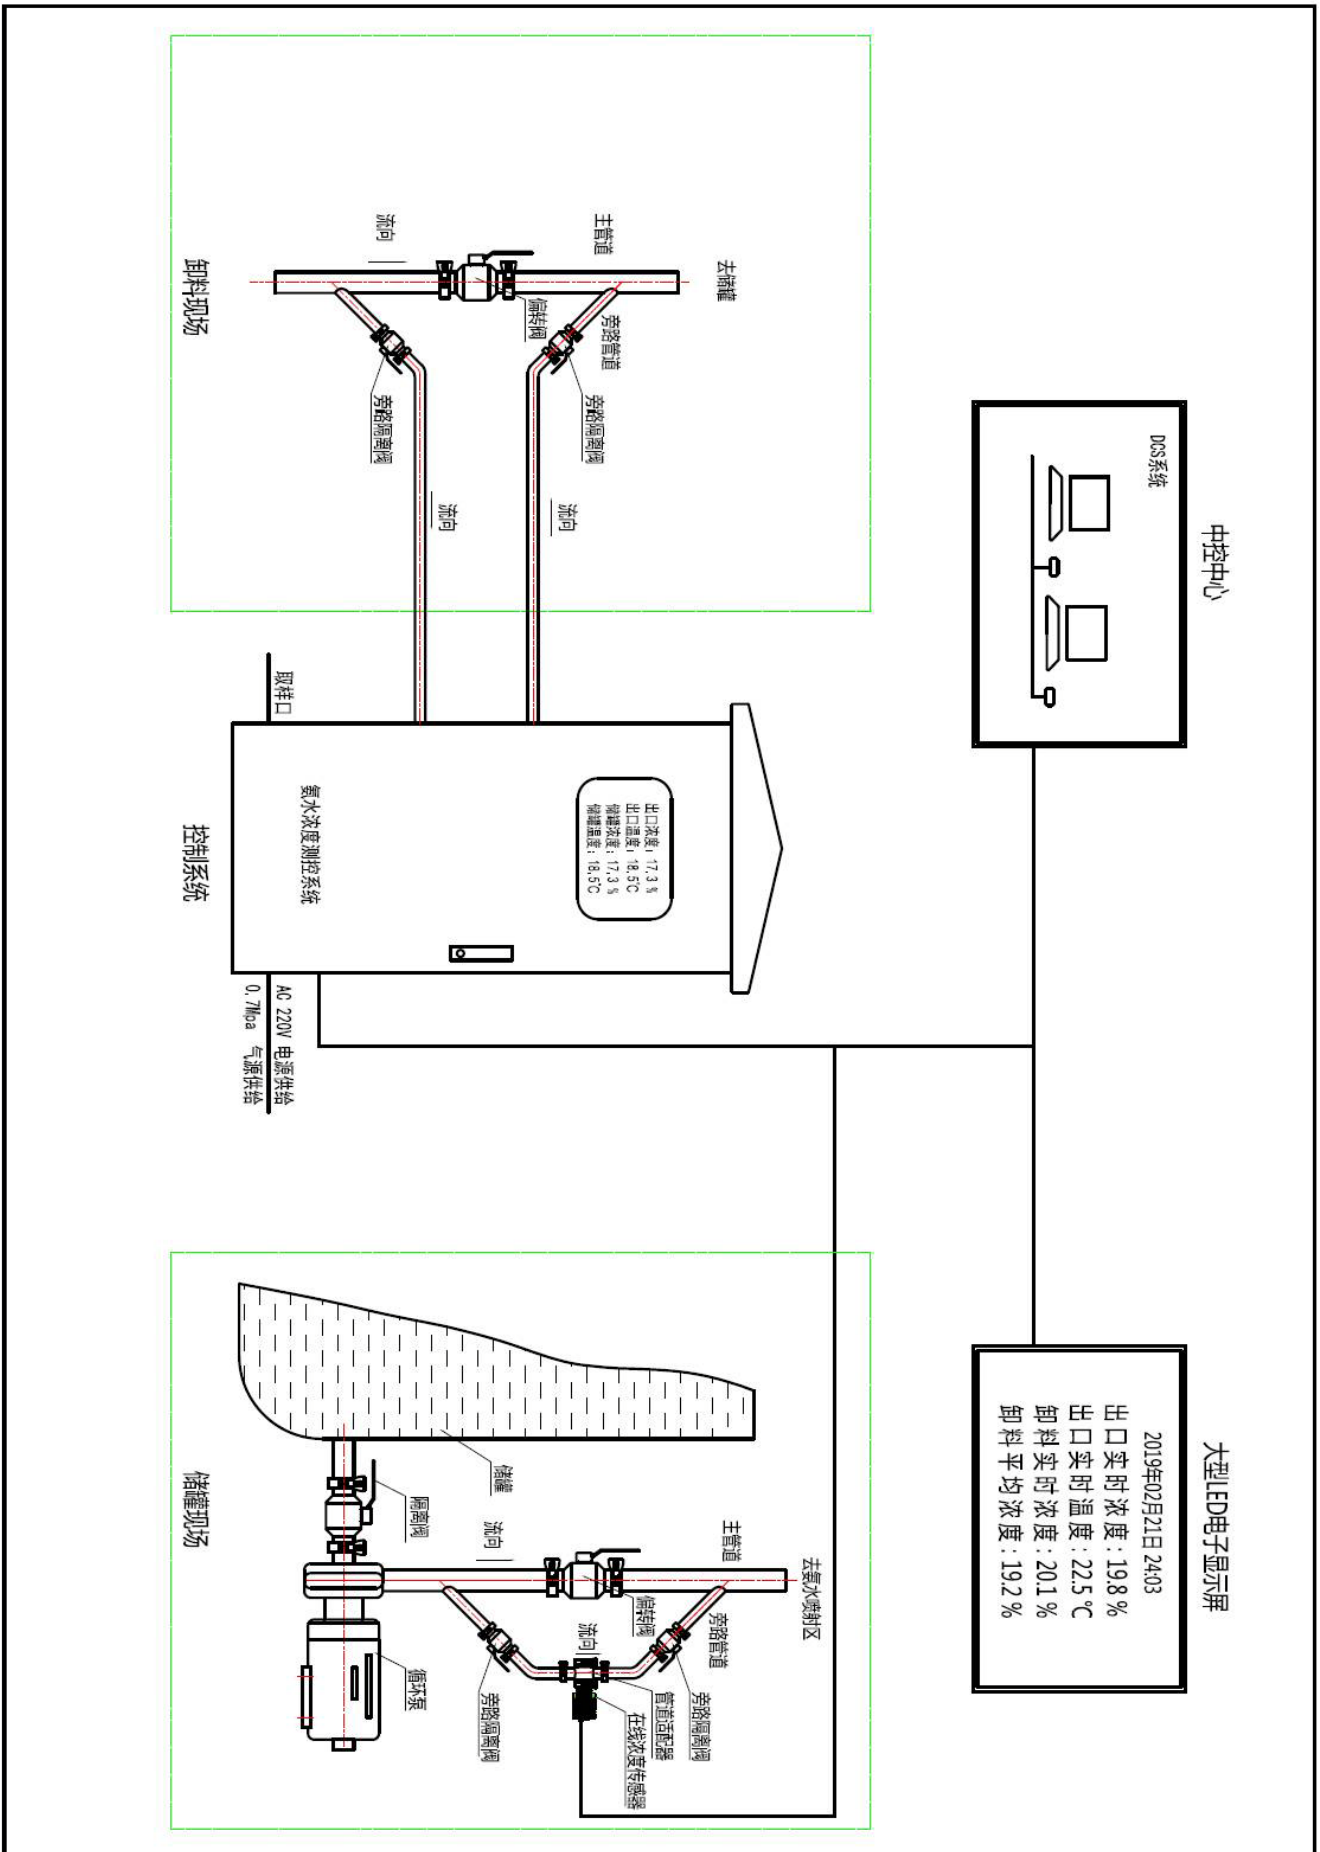 中控中心
DCS系统
大型LED电子显示屏
2019年02月21日 24:03
出口实时浓度:19.8 %
出口实时温度:22.5 ℃
卸料实时浓度:20.1 %
卸料平均浓度:19.2 %
去储罐
主管道
旁路管道
旁路隔离阀
流向
偏转阀
流向
流向
旁路隔离阀
卸料现场
出口浓度: 17.3 %
出口温度: 18.5℃
储罐浓度: 17.3 %
储罐温度: 18.5℃
氨水浓度测控系统
取样口
AC 220V 电源供给
0.7Mpa 气源供给
控制系统
去氨水喷射区
主管道
旁路管道
旁路隔离阀
管道适配器
在线浓度传感器
偏转阀
流向
流向
储罐
旁路隔离阀
隔离阀
循环泵
储罐现场